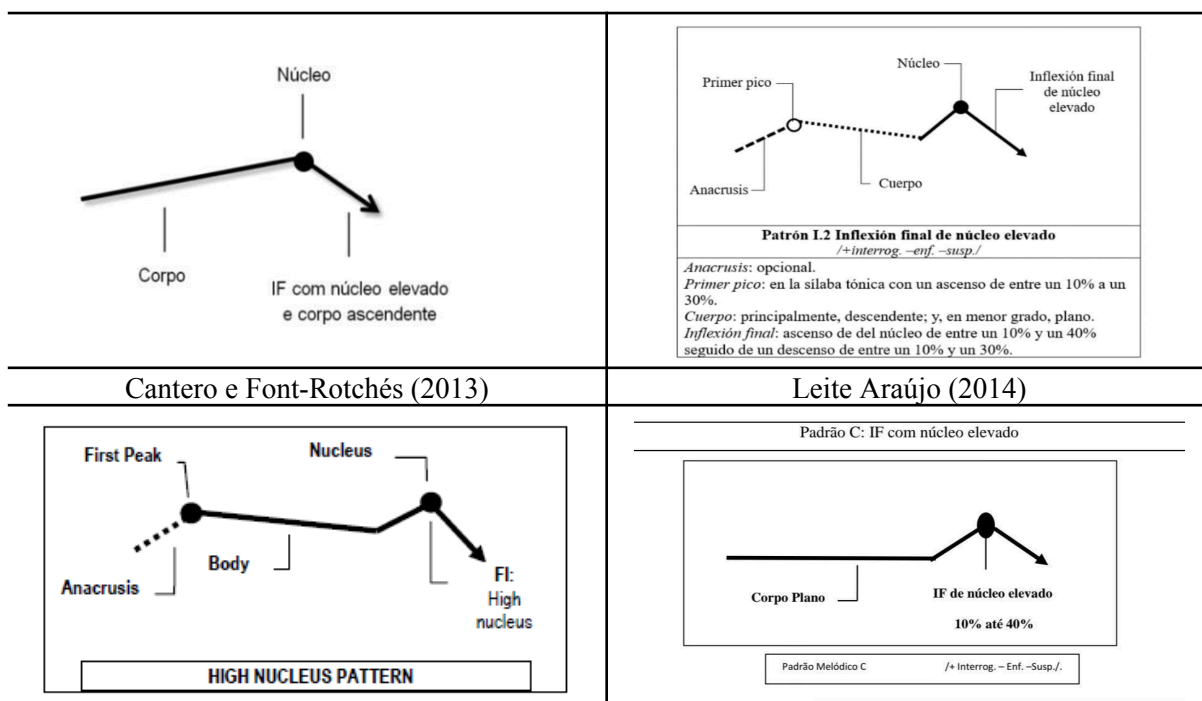 Núcleo
Corpo
IF com núcleo elevado
e corpo ascendente
Núcleo
Primer pico
Inflexión final
de núcleo
elevado
Anacrusis
Cuerpo
Patrón I.2 Inflexión final de núcleo elevado
/+interrog. –enf. –susp./
Anacrusis: opcional.
Primer pico: en la sílaba tónica con un ascenso de entre un 10% a un
30%.
Cuerpo: principalmente, descendente; y, en menor grado, plano.
Inflexión final: ascenso de del núcleo de entre un 10% y un 40%
seguido de un descenso de entre un 10% y un 30%.
Cantero e Font-Rotchés (2013)
Leite Araújo (2014)
First Peak
Nucleus
Body
Anacrusis
FI:
High
nucleus
HIGH NUCLEUS PATTERN
Padrão C: IF com núcleo elevado
Corpo Plano
IF de núcleo elevado
10% até 40%
Padrão Melódico C /+ Interrog. – Enf. –Susp./.